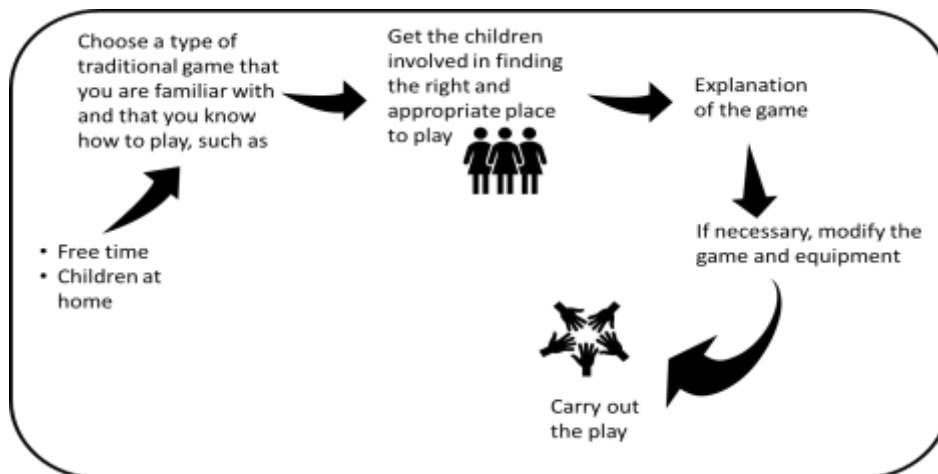 Choose a type of
traditional game that
you are familiar with
and that you know
how to play, such as
Get the children
involved in finding
the right and
appropriate place
to play
Explanation
of the game
• Free time
• Children at
home
If necessary, modify the
game and equipment
Carry out
the play